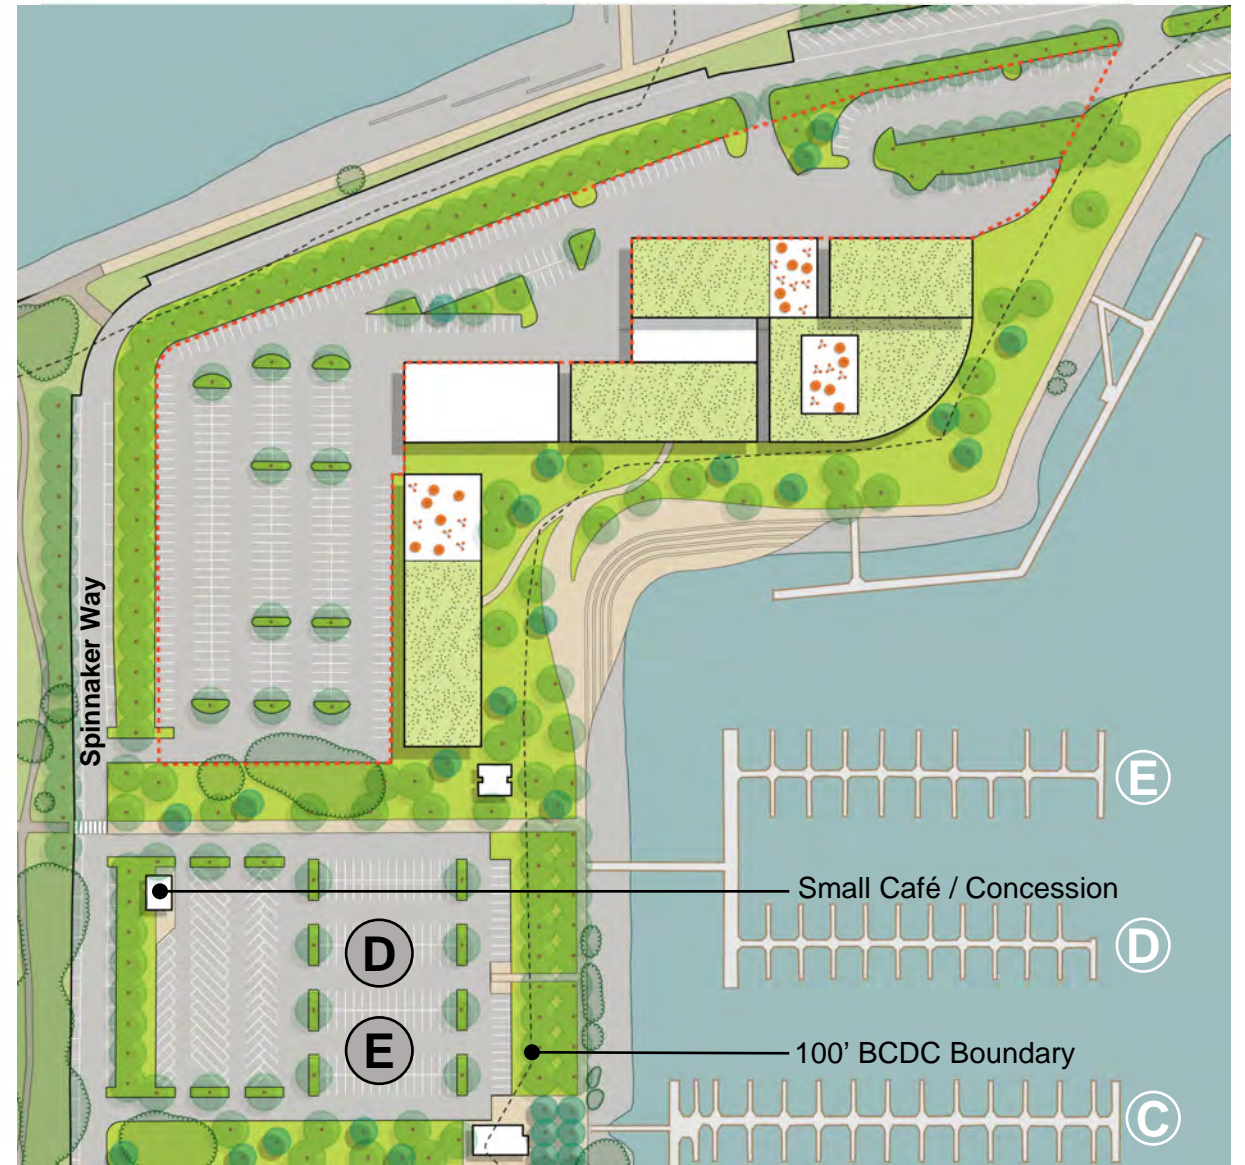 Spinnaker Way
E
Small Café / Concession
D
D
E
100' BCDC Boundary
C